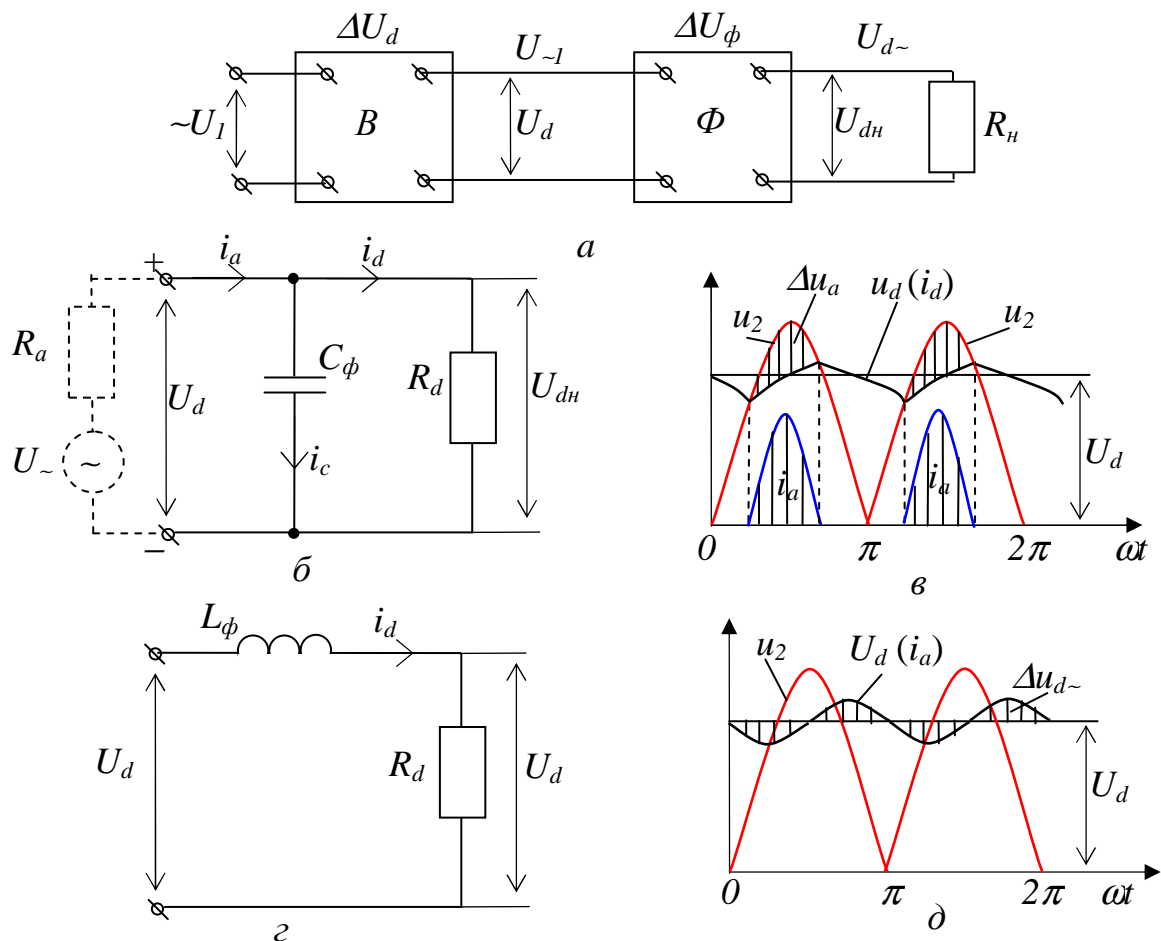 ΔU_d U_~1 ΔU_ф U_d~
~U_1 В U_d Ф U_dн R_н
а
+ i_a i_d
R_a U_d C_ф R_d U_dн
U_~ ~ i_c
–
б
u_2 Δu_a u_d (i_d) u_2
i_a i_a U_d
0 π 2π ωt
в
L_ф i_d
U_d R_d U_d
г
u_2 U_d (i_a) Δu_d~
U_d
0 π 2π ωt
д